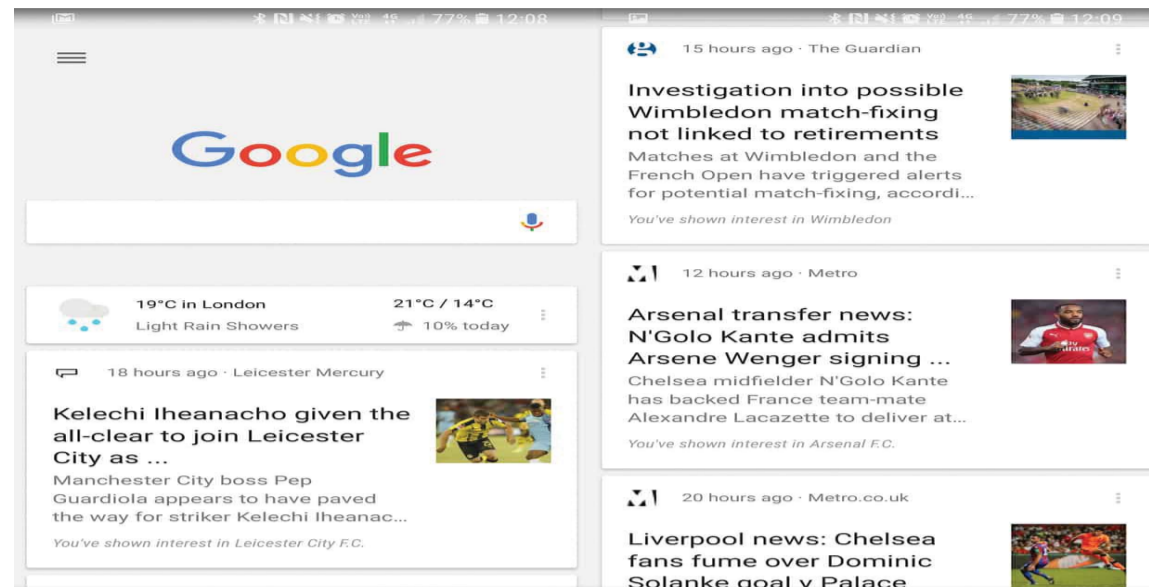 77% 12:08
Google
19°C in London
21°C / 14°C
Light Rain Showers
10% today
18 hours ago · Leicester Mercury
Kelechi Iheanacho given the
all-clear to join Leicester
City as ...
Manchester City boss Pep
Guardiola appears to have paved
the way for striker Kelechi Iheanac...
You've shown interest in Leicester City F.C.
77% 12:09
15 hours ago · The Guardian
Investigation into possible
Wimbledon match-fixing
not linked to retirements
Matches at Wimbledon and the
French Open have triggered alerts
for potential match-fixing, accordi...
You've shown interest in Wimbledon
12 hours ago · Metro
Arsenal transfer news:
N'Golo Kante admits
Arsene Wenger signing ...
Chelsea midfielder N'Golo Kante
has backed France team-mate
Alexandre Lacazette to deliver at...
You've shown interest in Arsenal F.C.
20 hours ago · Metro.co.uk
Liverpool news: Chelsea
fans fume over Dominic
Solanke goal v Palace